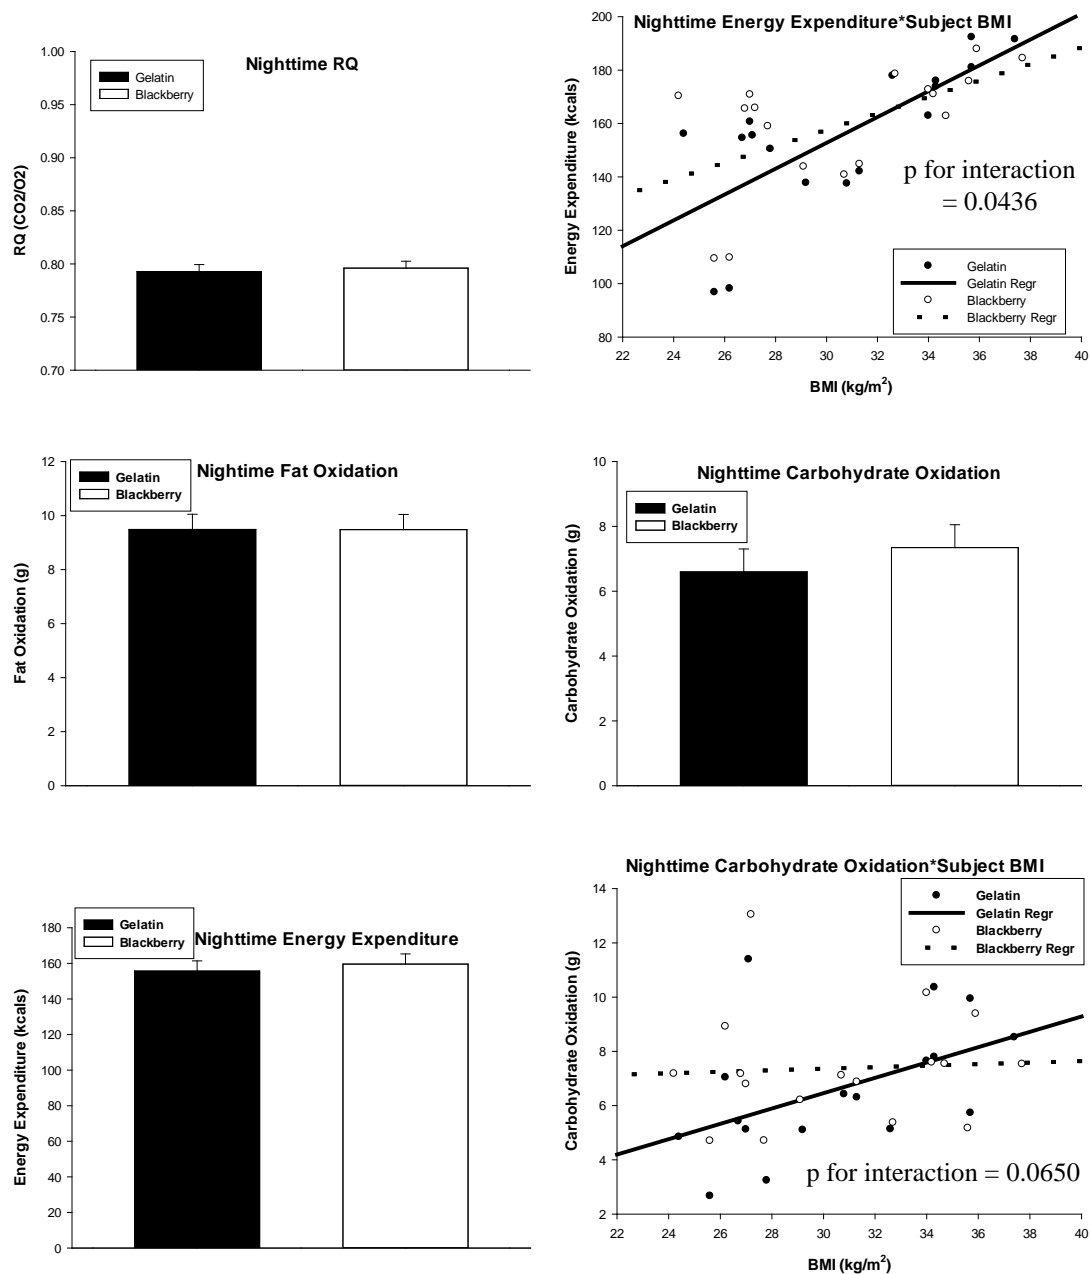 Nighttime RQ
Gelatin
Blackberry
RQ (CO2/O2)
1.00
0.95
0.90
0.85
0.80
0.75
0.70
Nighttime Energy Expenditure*Subject BMI
Energy Expenditure (kcals)
200
180
160
140
120
100
80
p for interaction
= 0.0436
Gelatin
Gelatin Regr
Blackberry
Blackberry Regr
22 24 26 28 30 32 34 36 38 40
BMI (kg/m²)
Nightime Fat Oxidation
Gelatin
Blackberry
Fat Oxidation (g)
12
10
8
6
4
2
0
Nighttime Carbohydrate Oxidation
Gelatin
Blackberry
Carbohydrate Oxidation (g)
10
8
6
4
2
0
Nighttime Energy Expenditure
Gelatin
Blackberry
Energy Expenditure (kcals)
180
160
140
120
100
80
60
40
20
0
Nighttime Carbohydrate Oxidation*Subject BMI
Gelatin
Gelatin Regr
Blackberry
Blackberry Regr
Carbohydrate Oxidation (g)
14
12
10
8
6
4
2
p for interaction = 0.0650
22 24 26 28 30 32 34 36 38 40
BMI (kg/m²)